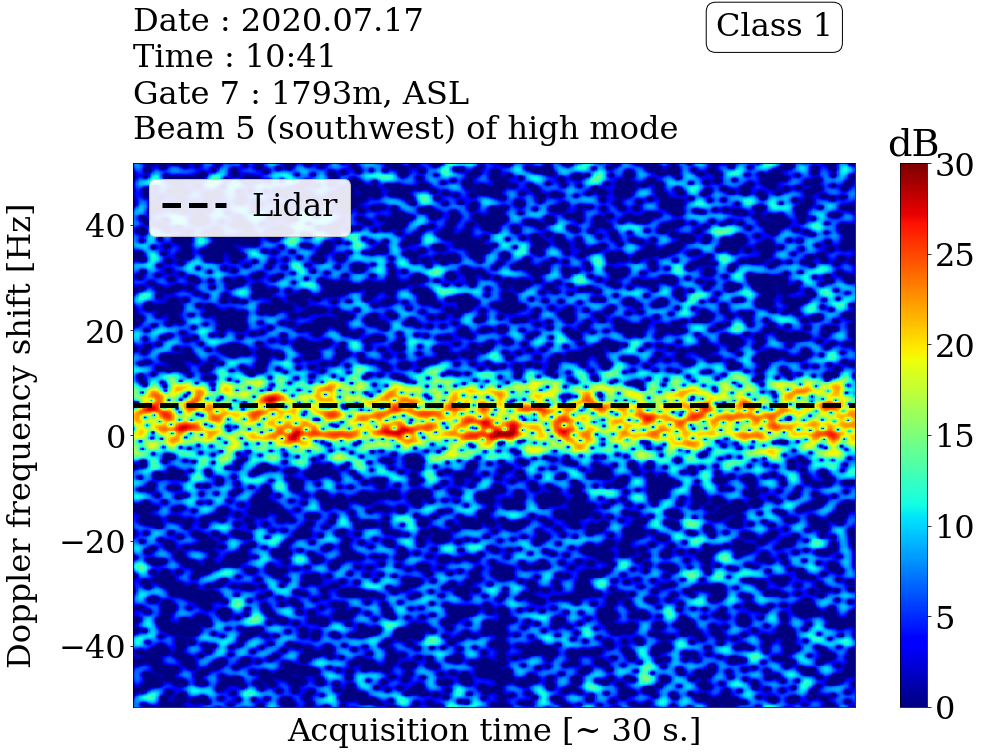 Date : 2020.07.17
Time : 10:41
Gate 7 : 1793m, ASL
Beam 5 (southwest) of high mode
Class 1
dB
Lidar
Doppler frequency shift [Hz]
40
20
0
−20
−40
30
25
20
15
10
5
0
Acquisition time [~ 30 s.]